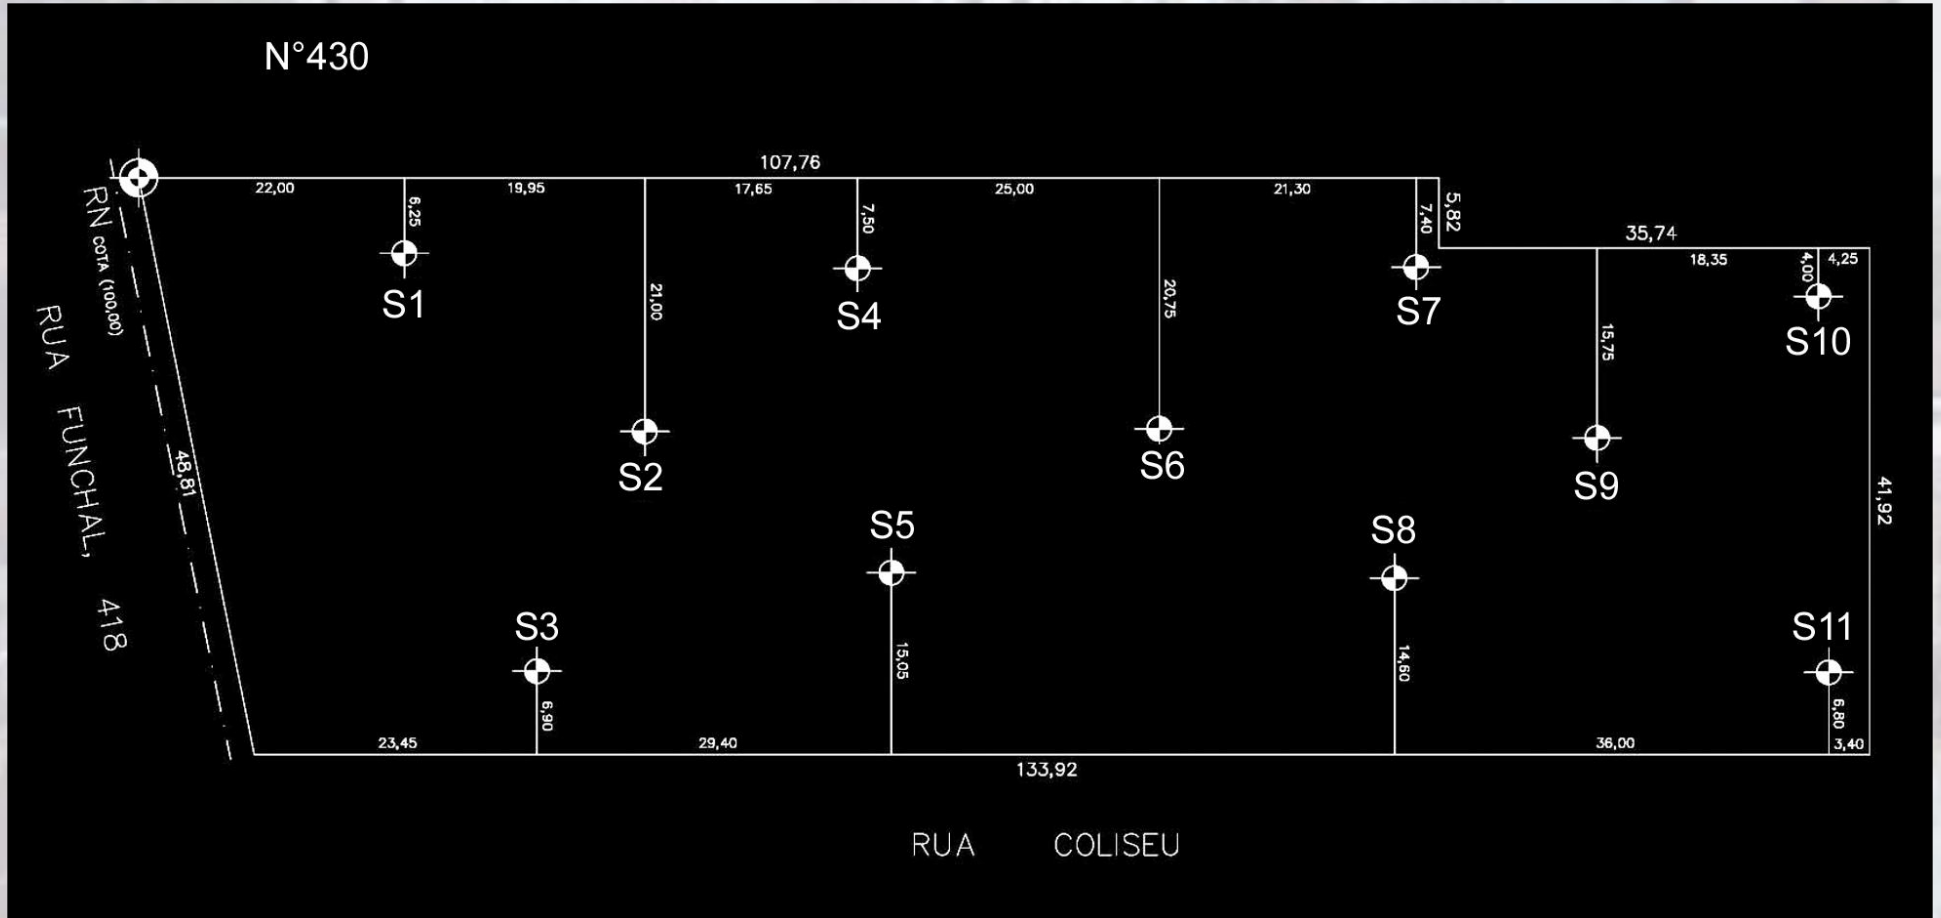 N°430
107,76
22,00
19,95
17,65
25,00
21,30
6,25
7,50
7,40
5,82
35,74
18,35
4,00
4,25
RN COTA (100,00)
S1
S4
S7
S10
21,00
20,75
15,75
RUA FUNCHAL, 418
48,81
S2
S6
S9
41,92
S5
S8
S3
S11
15,05
14,60
6,90
6,80
23,45
29,40
36,00
3,40
133,92
RUA COLISEU